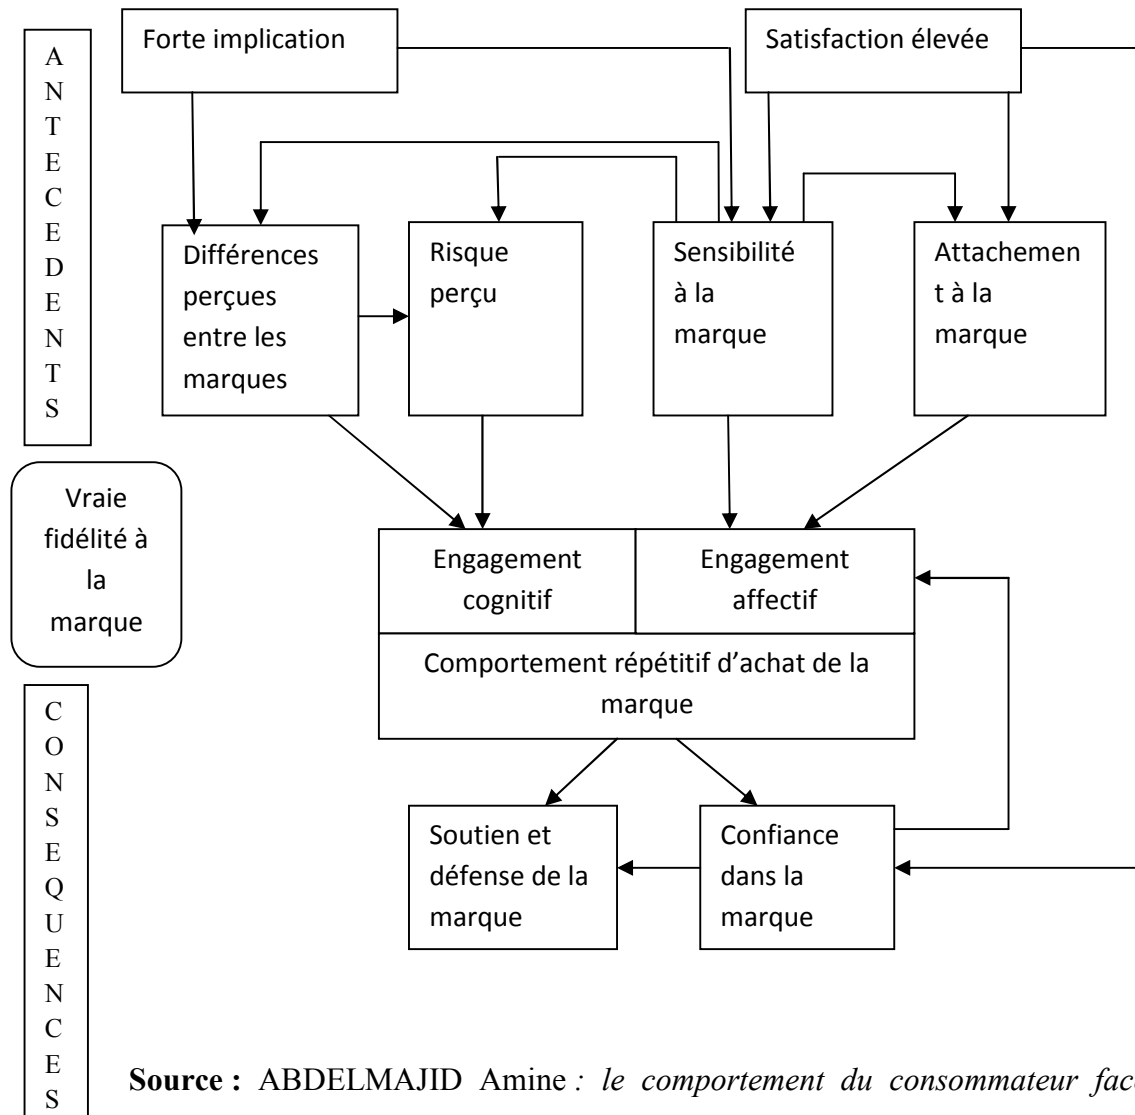 Forte implication
Satisfaction élevée
A
N
T
E
C
E
D
E
N
T
S
Différences
perçues
entre les
marques
Risque
perçu
Sensibilité
à la
marque
Attachemen
t à la
marque
Vraie
fidélité à
la
marque
Engagement
cognitif
Engagement
affectif
Comportement répétitif d'achat de la
marque
C
O
N
S
E
Q
U
E
N
C
E
S
Soutien et
défense de la
marque
Confiance
dans la
marque
Source : ABDELMAJID Amine : le comportement du consommateur face